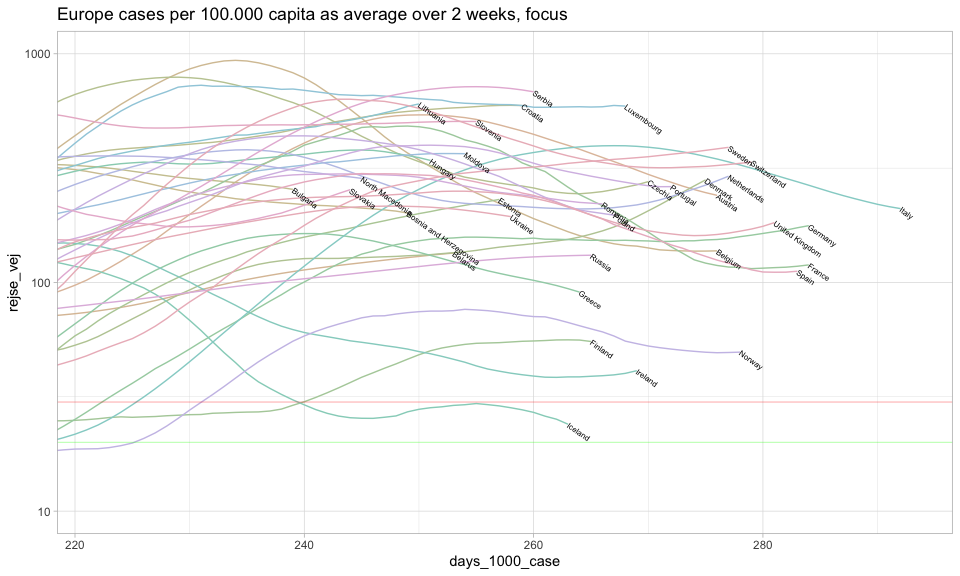 Europe cases per 100.000 capita as average over 2 weeks, focus
1000
Serbia
Lithuania
Croatia
Luxembourg
Slovenia
Sweden
Switzerland
Moldova
Hungary
Netherlands
Denmark
Czechia
Portugal
Austria
North Macedonia
Slovakia
Bulgaria
Estonia
Ukraine
Romania
Poland
Italy
Bosnia and Herzegovina
United Kingdom
Germany
Belarus
Belgium
Russia
France
Spain
100
Greece
Finland
Norway
Ireland
Iceland
10
rejse_vej
220
240
260
280
days_1000_case